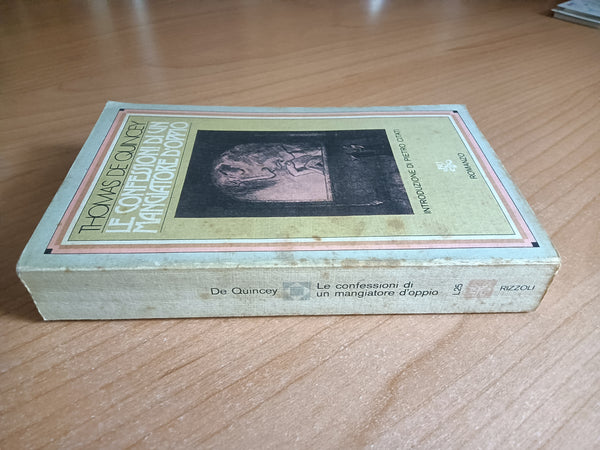 THOMAS DE QUINCEY
LE CONFESSIONI DI UN
MANGIATORE D'OPPIO
INTRODUZIONE DI PIETRO CITATI
ROMANZO
De Quincey
Le confessioni di
un mangiatore d'oppio
RIZZOLI